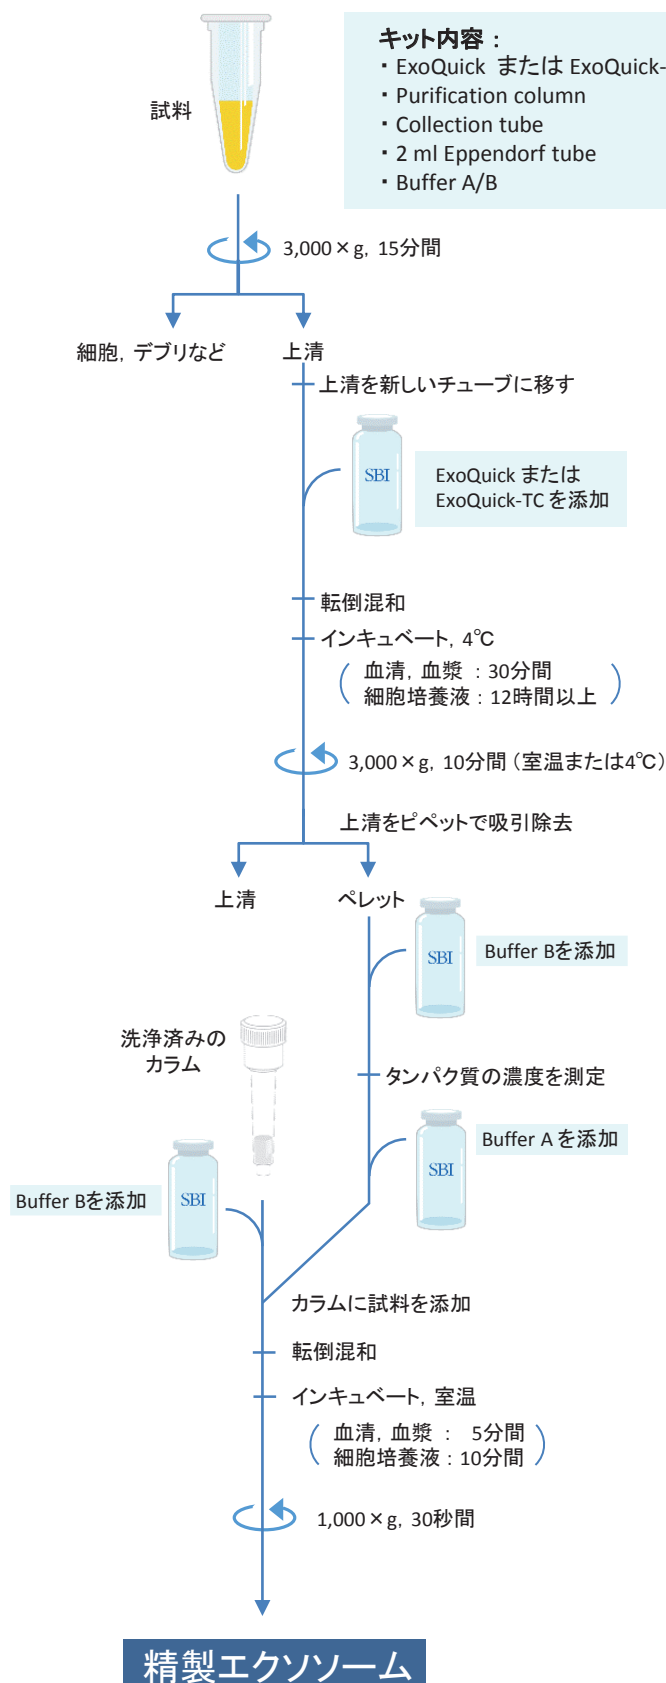 キット内容：
・ ExoQuick または ExoQuick-
・ Purification column
・ Collection tube
・ 2 ml Eppendorf tube
・ Buffer A/B
試料
3,000×g, 15分間
細胞, デブリなど
上清
上清を新しいチューブに移す
SBI
ExoQuick または
ExoQuick-TC を添加
転倒混和
インキュベート, 4℃
血清, 血漿 ：30分間
細胞培養液：12時間以上
3,000×g, 10分間（室温または4℃）
上清をピペットで吸引除去
上清
ペレット
SBI
Buffer Bを添加
洗浄済みの
カラム
タンパク質の濃度を測定
SBI
Buffer A を添加
Buffer Bを添加
SBI
カラムに試料を添加
転倒混和
インキュベート, 室温
血清, 血漿 ： 5分間
細胞培養液：10分間
1,000×g, 30秒間
精製エクソソーム